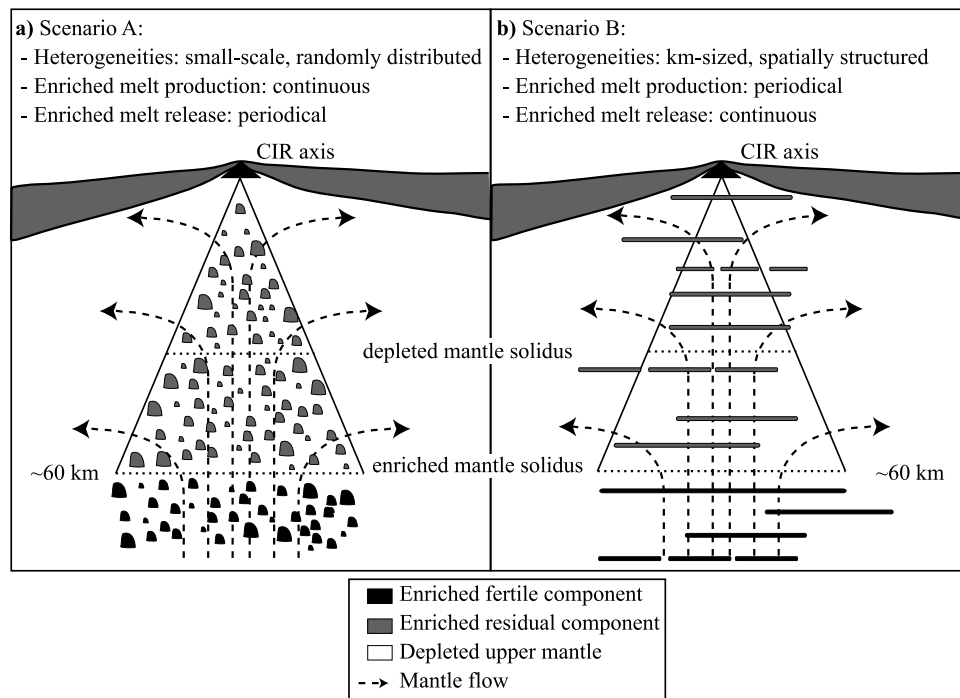 a) Scenario A:
- Heterogeneities: small-scale, randomly distributed
- Enriched melt production: continuous
- Enriched melt release: periodical
CIR axis
depleted mantle solidus
enriched mantle solidus
~60 km
b) Scenario B:
- Heterogeneities: km-sized, spatially structured
- Enriched melt production: periodical
- Enriched melt release: continuous
CIR axis
~60 km
Enriched fertile component
Enriched residual component
Depleted upper mantle
Mantle flow